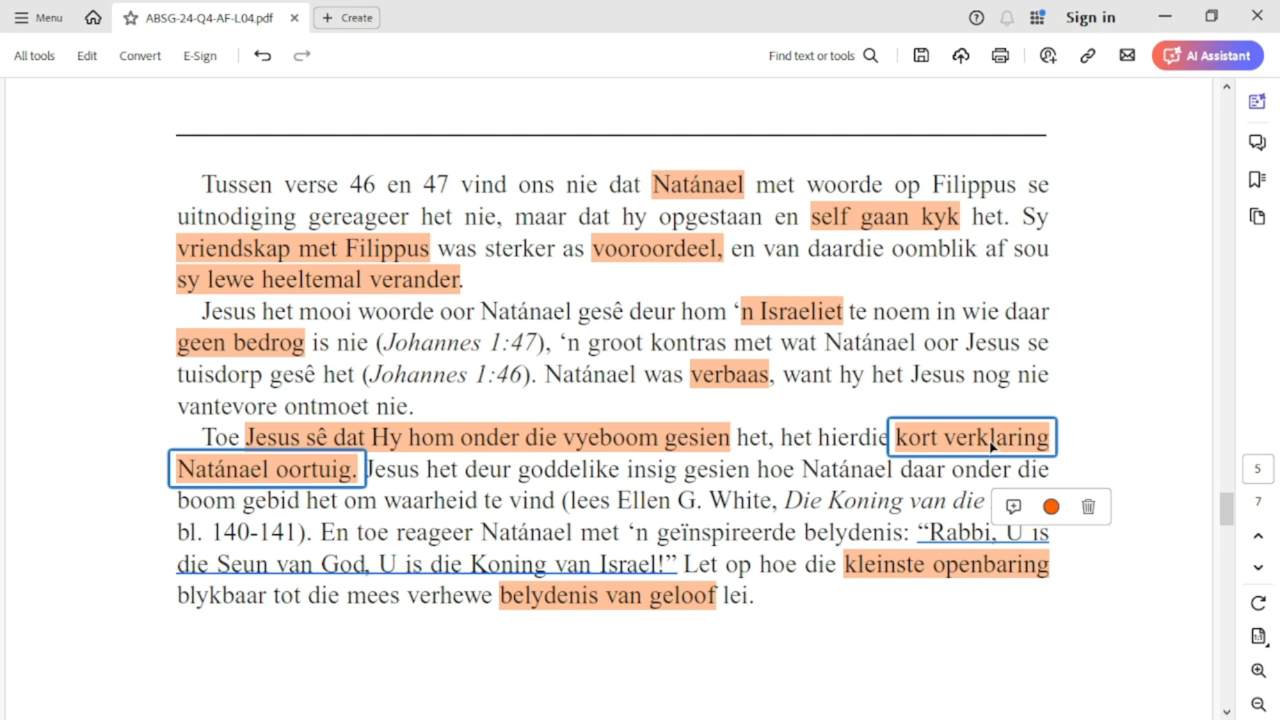 Menu
ABSG-24-Q4-AF-L04.pdf
Create
Sign in
All tools
Edit
Convert
E-Sign
Find text or tools
AI Assistant
Tussen verse 46 en 47 vind ons nie dat Natánael met woorde op Filippus se
uitnodiging gereageer het nie, maar dat hy opgestaan en self gaan kyk het. Sy
vriendskap met Filippus was sterker as vooroordeel, en van daardie oomblik af sou
sy lewe heeltemal verander.
Jesus het mooi woorde oor Natánael gesê deur hom ‘n Israeliet te noem in wie daar
geen bedrog is nie (Johannes 1:47), ‘n groot kontras met wat Natánael oor Jesus se
tuisdorp gesê het (Johannes 1:46). Natánael was verbaas, want hy het Jesus nog nie
vantevore ontmoet nie.
Toe Jesus sê dat Hy hom onder die vyeboom gesien het, het hierdie kort verklaring
Natánael oortuig. Jesus het deur goddelike insig gesien hoe Natánael daar onder die
boom gebid het om waarheid te vind (lees Ellen G. White, Die Koning van die
bl. 140-141). En toe reageer Natánael met ‘n geïnspireerde belydenis: “Rabbi, U is
die Seun van God, U is die Koning van Israel!” Let op hoe die kleinste openbaring
blykbaar tot die mees verhewe belydenis van geloof lei.
5
7
1:1